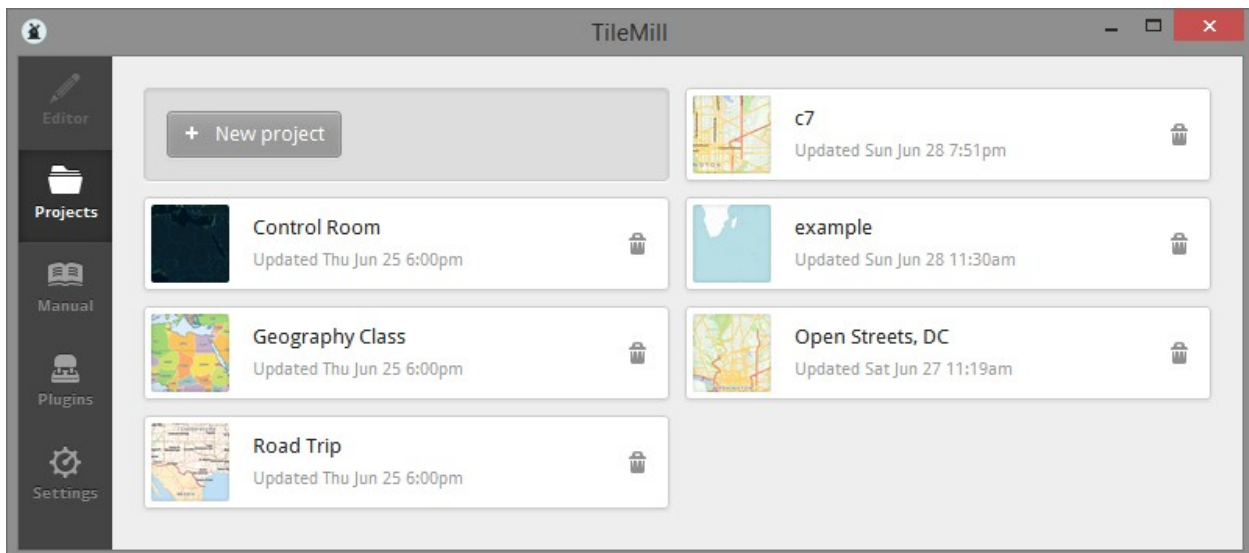 TileMill
Editor
Projects
Manual
Plugins
Settings
+ New project
c7
Updated Sun Jun 28 7:51pm
Control Room
Updated Thu Jun 25 6:00pm
example
Updated Sun Jun 28 11:30am
Geography Class
Updated Thu Jun 25 6:00pm
Open Streets, DC
Updated Sat Jun 27 11:19am
Road Trip
Updated Thu Jun 25 6:00pm